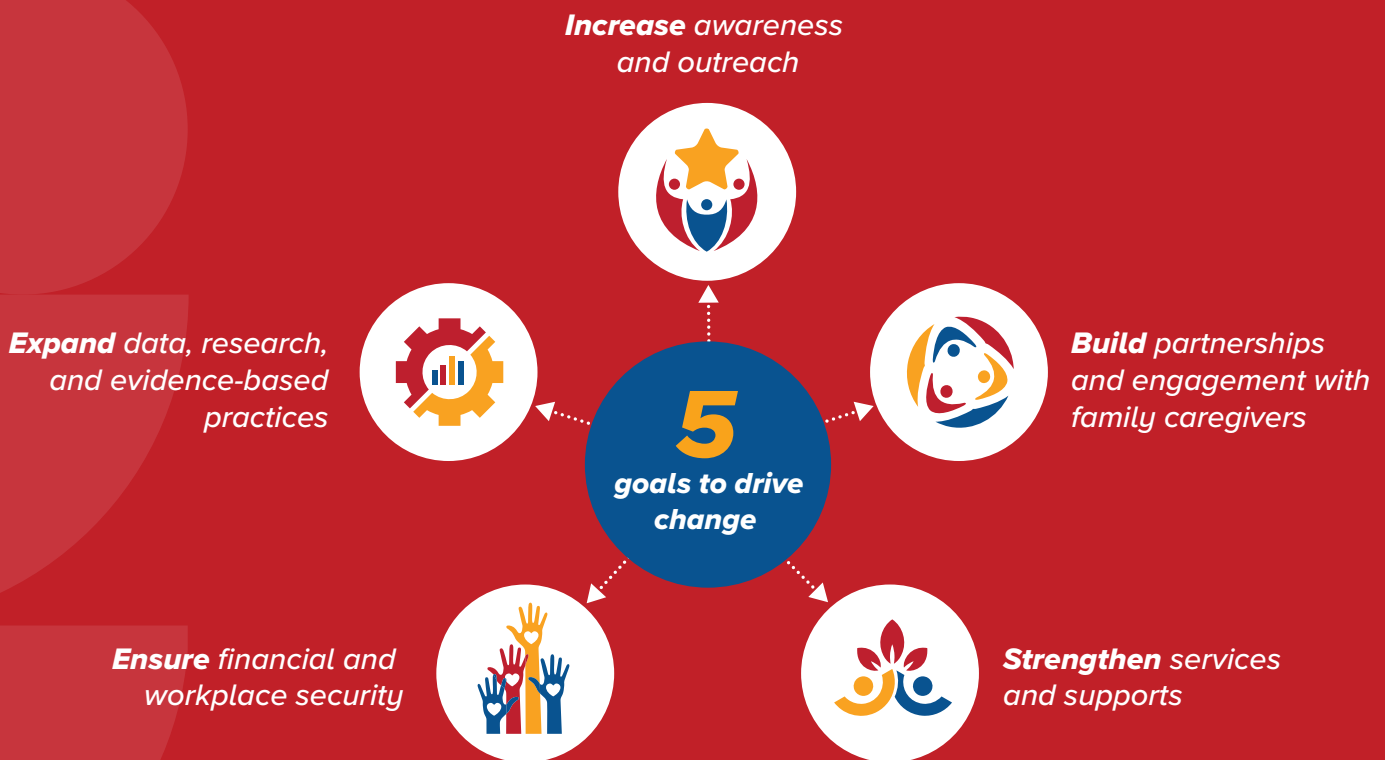 Increase awareness
and outreach
Build partnerships
and engagement with
family caregivers
Strengthen services
and supports
Ensure financial and
workplace security
Expand data, research,
and evidence-based
practices
5
goals to drive
change